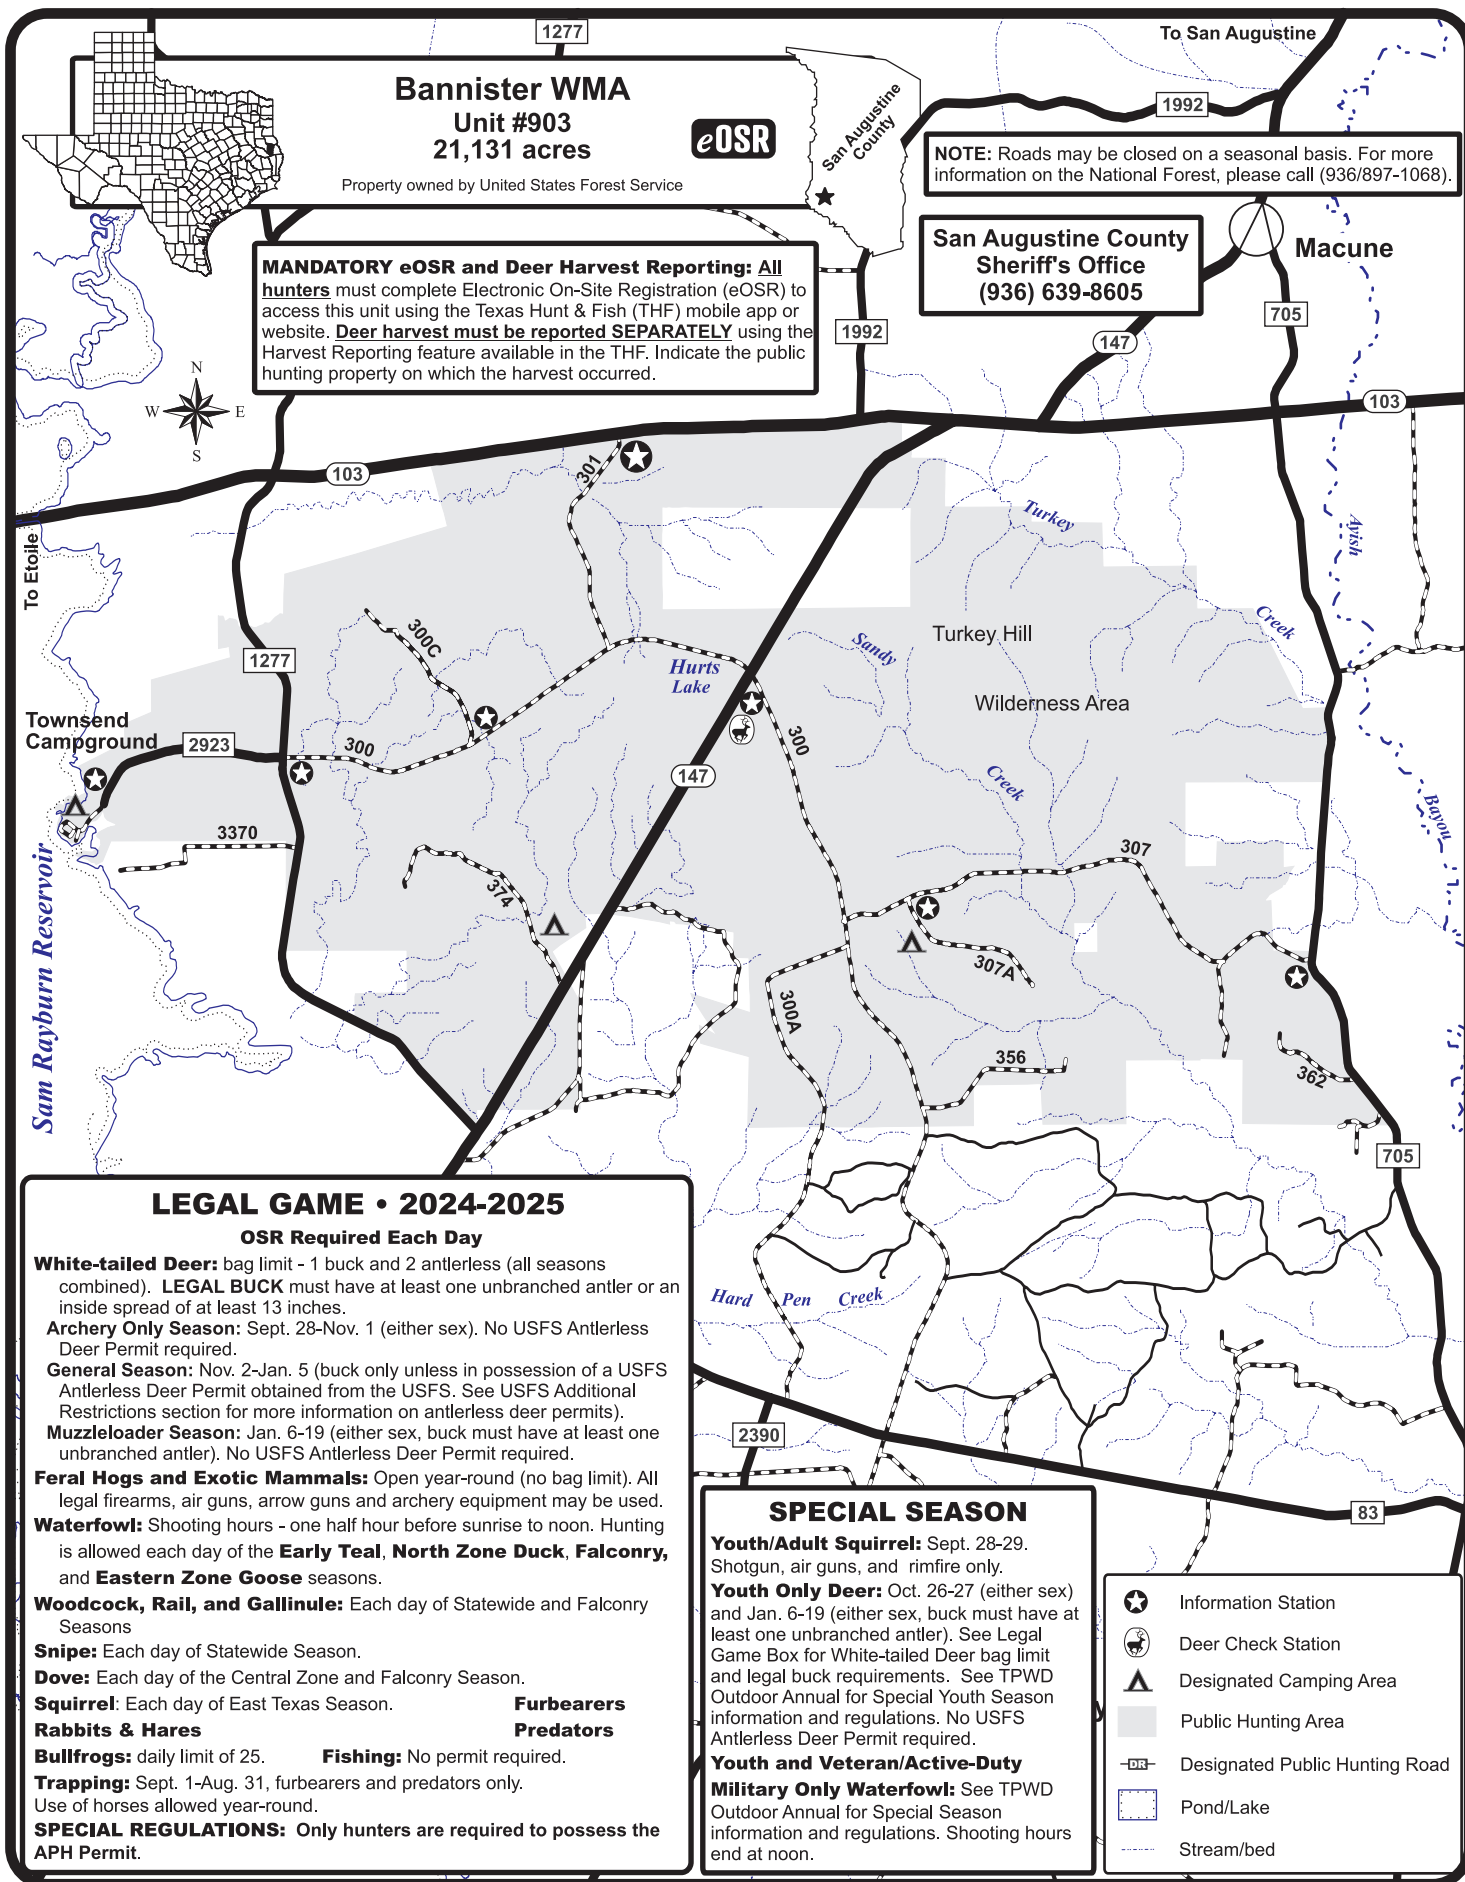 1277
To San Augustine
Bannister WMA
Unit #903
21,131 acres
eOSR
Property owned by United States Forest Service
San Augustine
County
1992
NOTE: Roads may be closed on a seasonal basis. For more
information on the National Forest, please call (936/897-1068).
San Augustine County
Sheriff's Office
(936) 639-8605
Macune
MANDATORY eOSR and Deer Harvest Reporting: All
hunters must complete Electronic On-Site Registration (eOSR) to
access this unit using the Texas Hunt & Fish (THF) mobile app or
website. Deer harvest must be reported SEPARATELY using the
Harvest Reporting feature available in the THF. Indicate the public
hunting property on which the harvest occurred.
705
1992
147
N
W E
S
103
103
301
Turkey
Ayish
To Etoile
Creek
300C
Sandy
Turkey Hill
1277
Hurts
Lake
Wilderness Area
Townsend
Campground
2923
300
300
147
Creek
Bayou
3370
307
374
Sam Rayburn Reservoir
307A
300A
356
362
705
LEGAL GAME • 2024-2025
OSR Required Each Day
White-tailed Deer: bag limit - 1 buck and 2 antlerless (all seasons
combined). LEGAL BUCK must have at least one unbranched antler or an
inside spread of at least 13 inches.
Archery Only Season: Sept. 28-Nov. 1 (either sex). No USFS Antlerless
Deer Permit required.
General Season: Nov. 2-Jan. 5 (buck only unless in possession of a USFS
Antlerless Deer Permit obtained from the USFS. See USFS Additional
Restrictions section for more information on antlerless deer permits).
Muzzleloader Season: Jan. 6-19 (either sex, buck must have at least one
unbranched antler). No USFS Antlerless Deer Permit required.
Feral Hogs and Exotic Mammals: Open year-round (no bag limit). All
legal firearms, air guns, arrow guns and archery equipment may be used.
Waterfowl: Shooting hours - one half hour before sunrise to noon. Hunting
is allowed each day of the Early Teal, North Zone Duck, Falconry,
and Eastern Zone Goose seasons.
Woodcock, Rail, and Gallinule: Each day of Statewide and Falconry
Seasons
Snipe: Each day of Statewide Season.
Dove: Each day of the Central Zone and Falconry Season.
Squirrel: Each day of East Texas Season. Furbearers
Rabbits & Hares Predators
Bullfrogs: daily limit of 25. Fishing: No permit required.
Trapping: Sept. 1-Aug. 31, furbearers and predators only.
Use of horses allowed year-round.
SPECIAL REGULATIONS: Only hunters are required to possess the
APH Permit.
Hard Pen Creek
2390
83
SPECIAL SEASON
Youth/Adult Squirrel: Sept. 28-29.
Shotgun, air guns, and rimfire only.
Youth Only Deer: Oct. 26-27 (either sex)
and Jan. 6-19 (either sex, buck must have at
least one unbranched antler). See Legal
Game Box for White-tailed Deer bag limit
and legal buck requirements. See TPWD
Outdoor Annual for Special Youth Season
information and regulations. No USFS
Antlerless Deer Permit required.
Youth and Veteran/Active-Duty
Military Only Waterfowl: See TPWD
Outdoor Annual for Special Season
information and regulations. Shooting hours
end at noon.
Information Station
Deer Check Station
Designated Camping Area
Public Hunting Area
DR Designated Public Hunting Road
Pond/Lake
Stream/bed